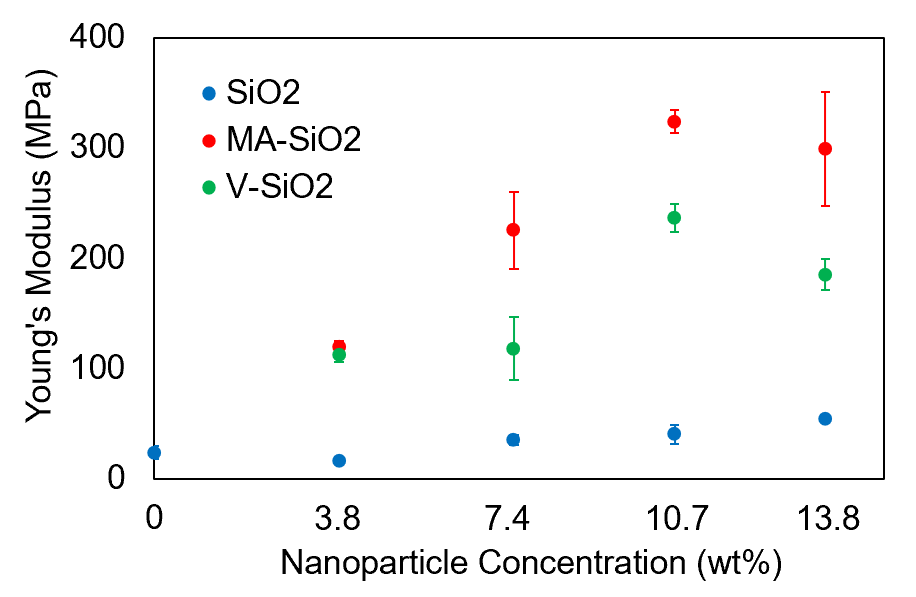 400
300
200
100
0
Young's Modulus (MPa)
SiO2
MA-SiO2
V-SiO2
0 3.8 7.4 10.7 13.8
Nanoparticle Concentration (wt%)